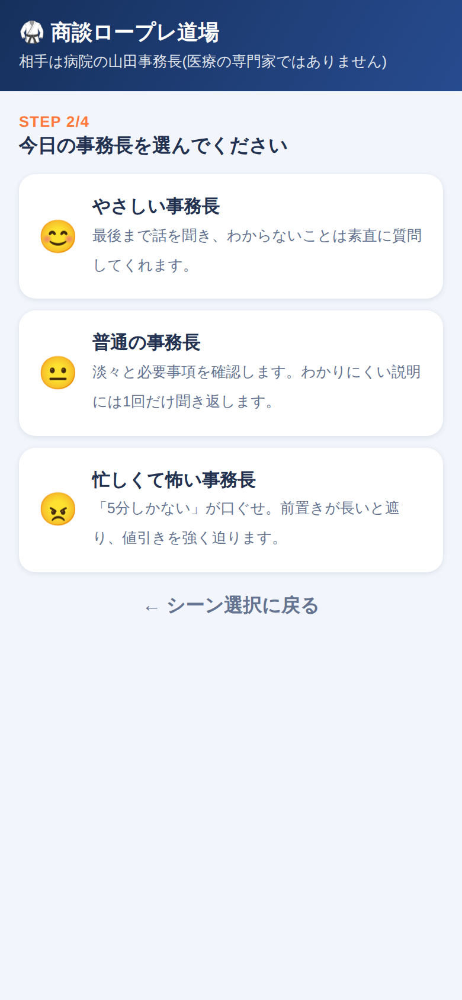 🥋 商談ロープレ道場
相手は病院の山田事務長(医療の専門家ではありません)
STEP 2/4
今日の事務長を選んでください
やさしい事務長
最後まで話を聞き、わからないことは素直に質問
してくれます。
普通の事務長
淡々と必要事項を確認します。わかりにくい説明
には1回だけ聞き返します。
忙しくて怖い事務長
「5分しかない」が口ぐせ。前置きが長いと遮
り、値引きを強く迫ります。
← シーン選択に戻る